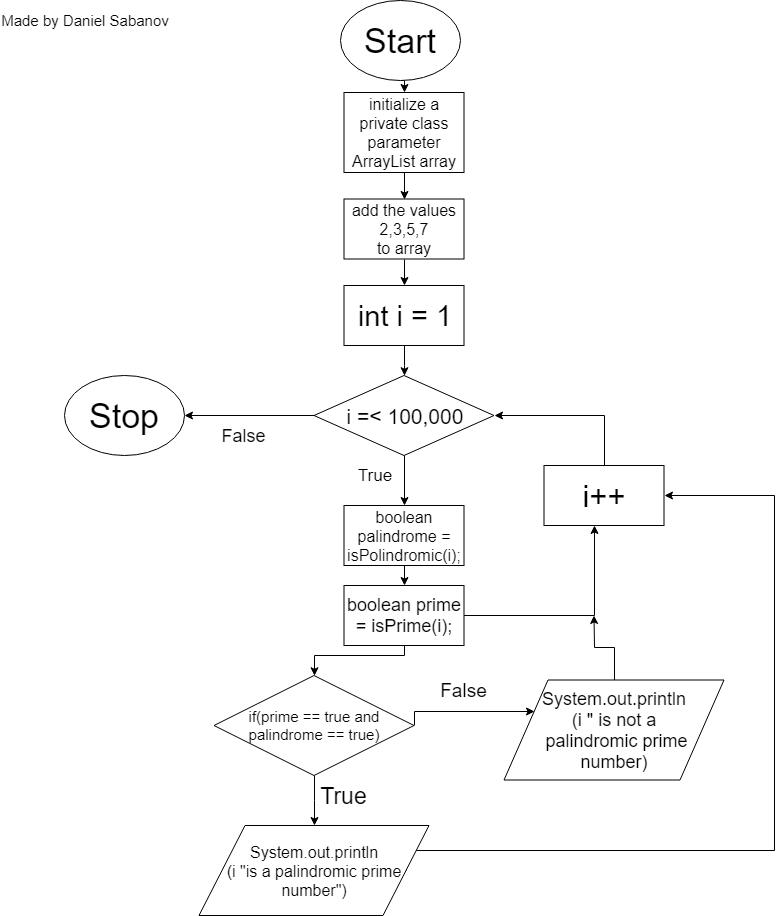 Made by Daniel Sabanov
Start
initialize a
private class
parameter
ArrayList array
add the values
2,3,5,7
to array
int i = 1
i =< 100,000
Stop
False
True
i++
boolean
palindrome =
isPolindromic(i);
boolean prime
= isPrime(i);
if(prime == true and
palindrome == true)
False
System.out.println
(i " is not a
palindromic prime
number)
True
System.out.println
(i "is a palindromic prime
number")